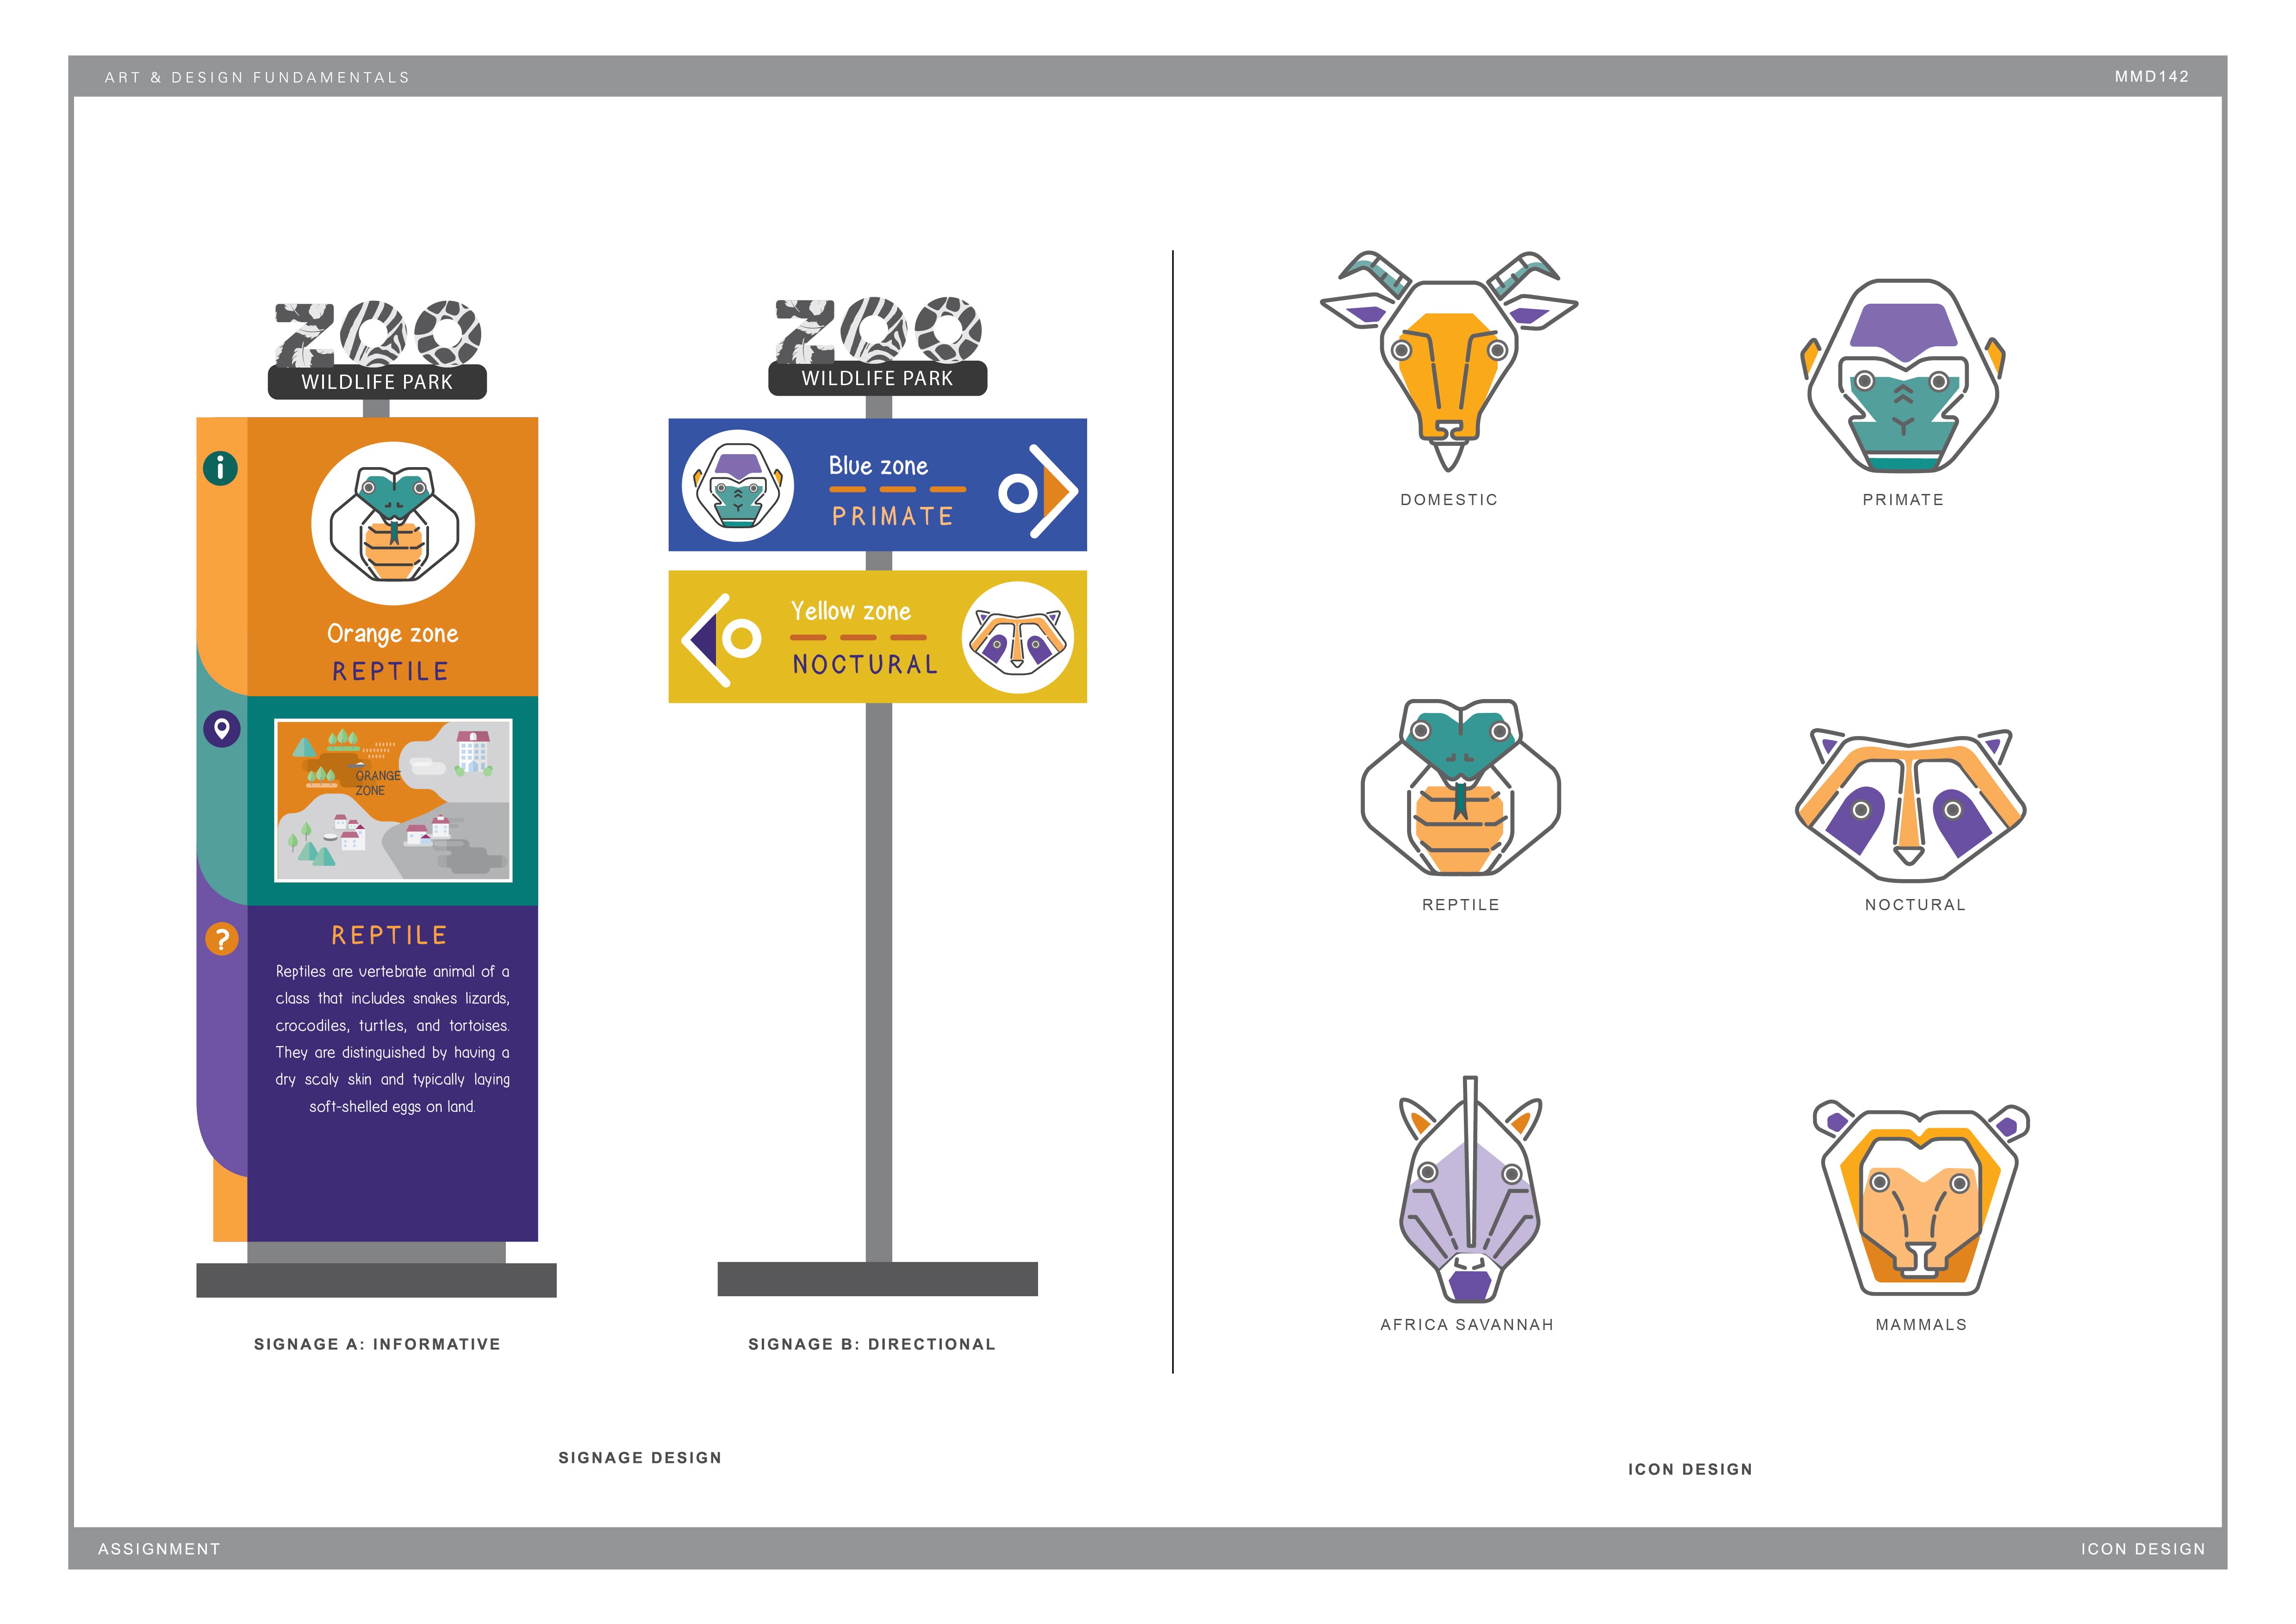 ART & DESIGN FUNDAMENTALS
MMD142
ZOO
WILDLIFE PARK
i
Orange zone
REPTILE
ORANGE
ZONE
?
REPTILE
Reptiles are vertebrate animal of a
class that includes snakes lizards,
crocodiles, turtles, and tortoises.
They are distinguished by having a
dry scaly skin and typically laying
soft-shelled eggs on land.
SIGNAGE A: INFORMATIVE
ZOO
WILDLIFE PARK
Blue zone
PRIMATE
Yellow zone
NOCTURAL
SIGNAGE B: DIRECTIONAL
SIGNAGE DESIGN
DOMESTIC
PRIMATE
REPTILE
NOCTURAL
AFRICA SAVANNAH
MAMMALS
ICON DESIGN
ASSIGNMENT
ICON DESIGN